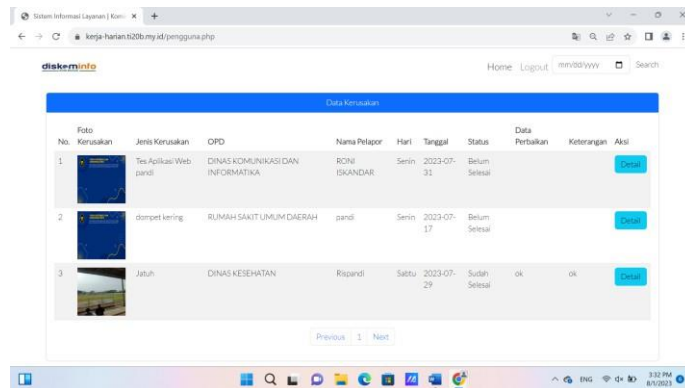 Sistem Informasi Layanan | Kom
kerja-harian.ti20b.my.id/pengguna.php
diskominfo Home Logout mm/dd/yyyy Search
Data Kerusakan
No. Foto Kerusakan Jenis Kerusakan OPD Nama Pelapor Hari Tanggal Status Data Perbaikan Keterangan Aksi
1 Tes Aplikasi Web pandi DINAS KOMUNIKASI DAN INFORMATIKA RONI ISKANDAR Senin 2023-07-31 Belum Selesai Detail
2 dompet kering RUMAH SAKIT UMUM DAERAH pandi Senin 2023-07-17 Belum Selesai Detail
3 Jatuh DINAS KESEHATAN Rispandi Sabtu 2023-07-29 Sudah Selesai ok ok Detail
Previous 1 Next
ENG 3:32 PM
8/1/2023